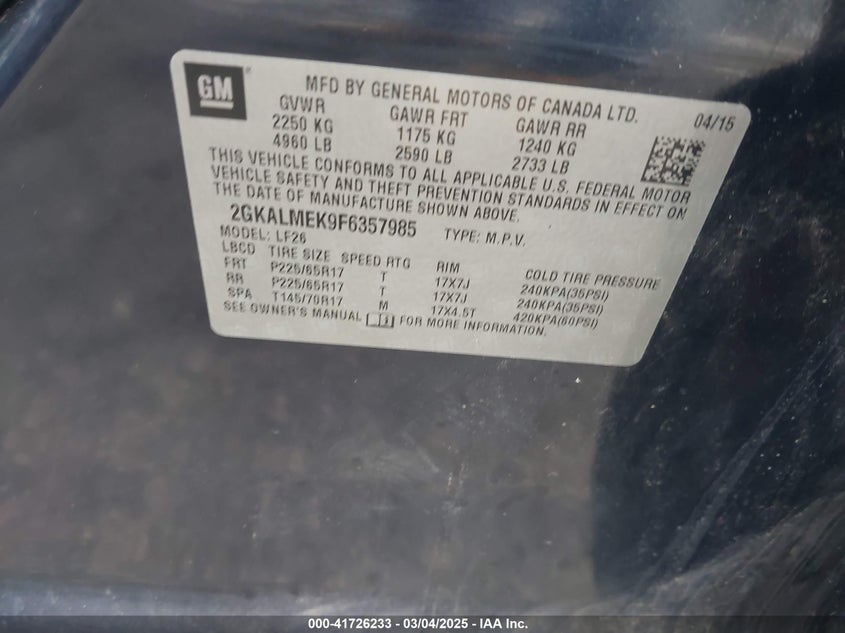 GM
MFD BY GENERAL MOTORS OF CANADA LTD. 04/15
GVWR GAWR FRT GAWR RR
2250 KG 1175 KG 1240 KG
4960 LB 2590 LB 2733 LB
THIS VEHICLE CONFORMS TO ALL APPLICABLE U.S. FEDERAL MOTOR
VEHICLE SAFETY AND THEFT PREVENTION STANDARDS IN EFFECT ON
THE DATE OF MANUFACTURE SHOWN ABOVE.
2GKALMEK9F6357985 TYPE: M.P.V.
MODEL: LF26
LBCD TIRE SIZE SPEED RTG RIM COLD TIRE PRESSURE
FRT P225/65R17 T 17X7J 240KPA(35PSI)
RR P225/65R17 T 17X7J 240KPA(35PSI)
SPA T145/70R17 M 17X4.5T 420KPA(60PSI)
SEE OWNER'S MANUAL FOR MORE INFORMATION.
000-41726233 - 03/04/2025 - IAA Inc.